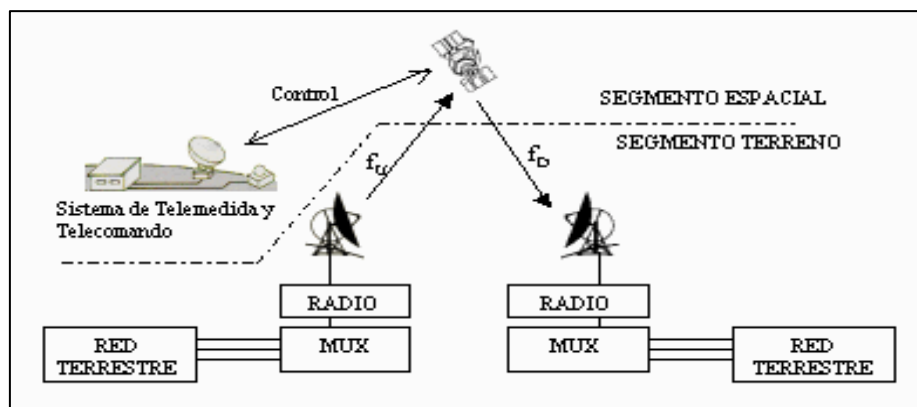 Control
SEGMENTO ESPACIAL
SEGMENTO TERRENO
fU
fD
Sistema de Telemedida y
Telecomando
RADIO
RADIO
RED
TERRESTRE
MUX
MUX
RED
TERRESTRE